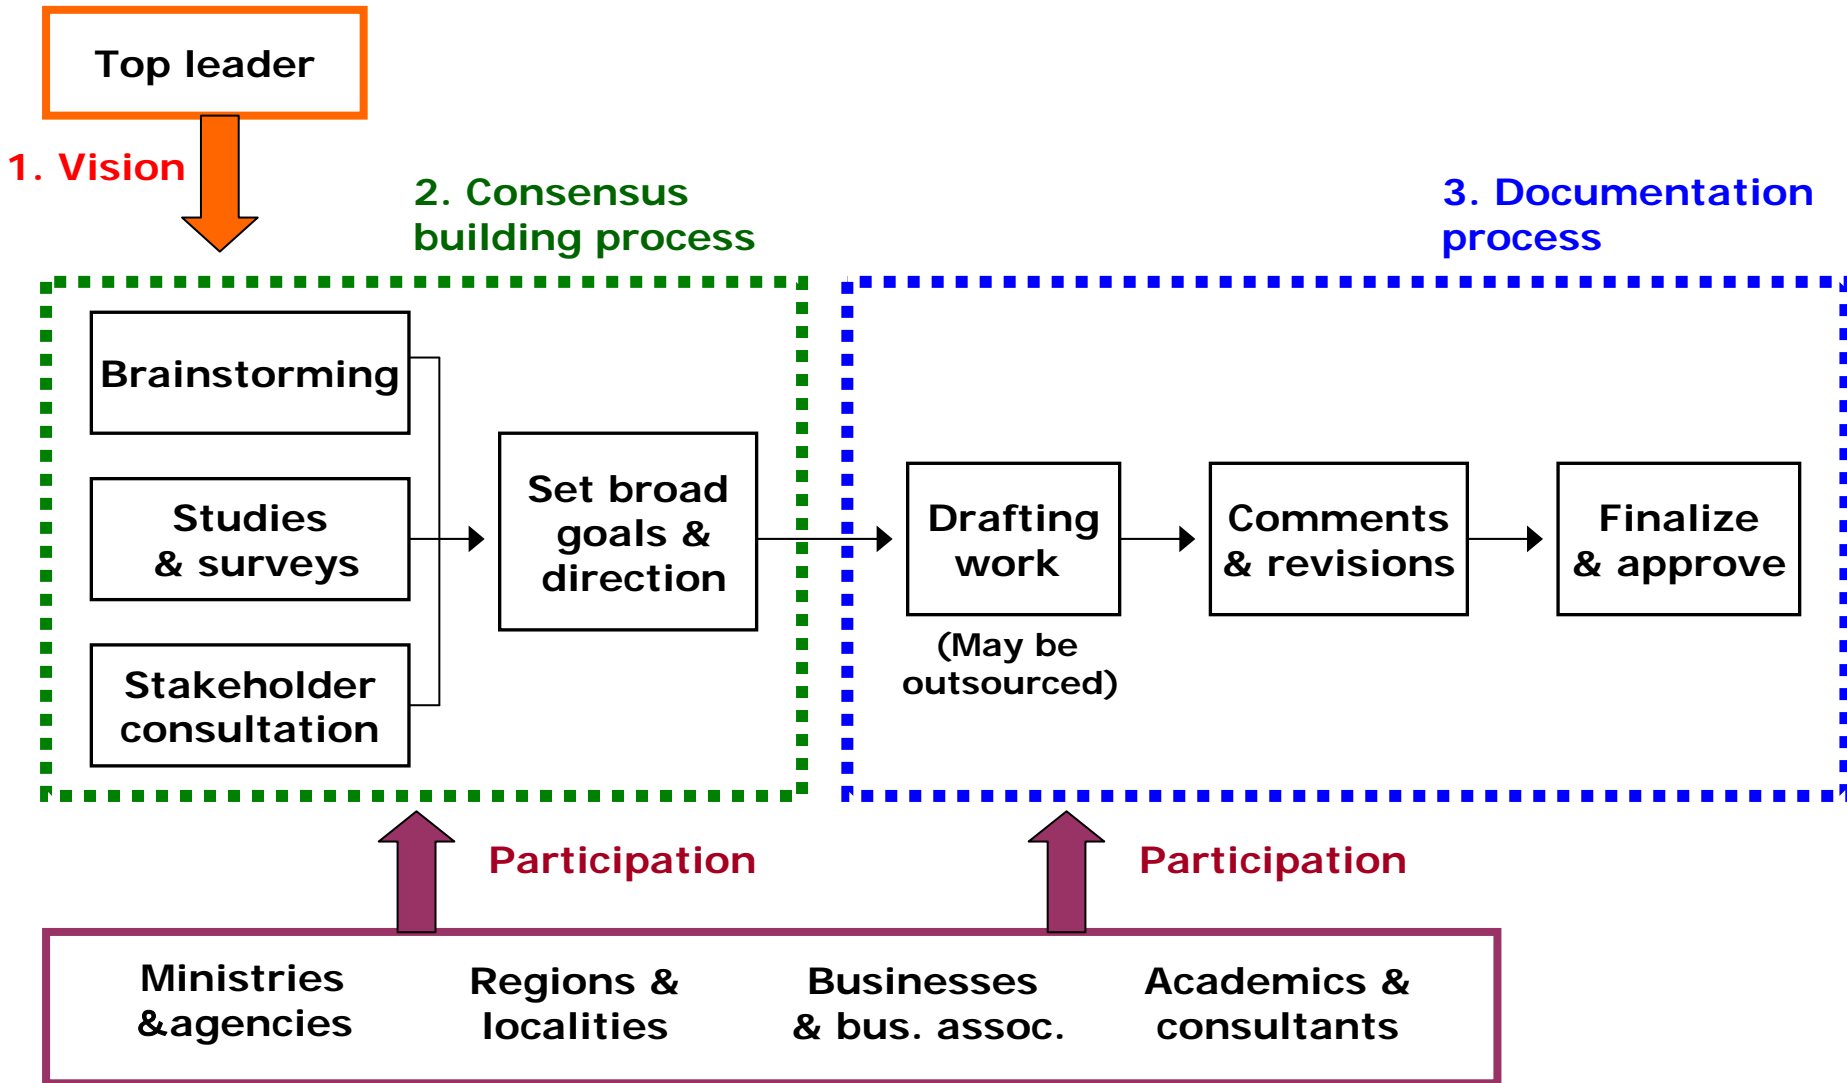 Top leader
1. Vision
2. Consensus
building process
3. Documentation
process
Brainstorming
Studies
& surveys
Stakeholder
consultation
Set broad
goals &
direction
Drafting
work
(May be
outsourced)
Comments
& revisions
Finalize
& approve
Participation
Participation
Ministries
&agencies
Regions &
localities
Businesses
& bus. assoc.
Academics &
consultants